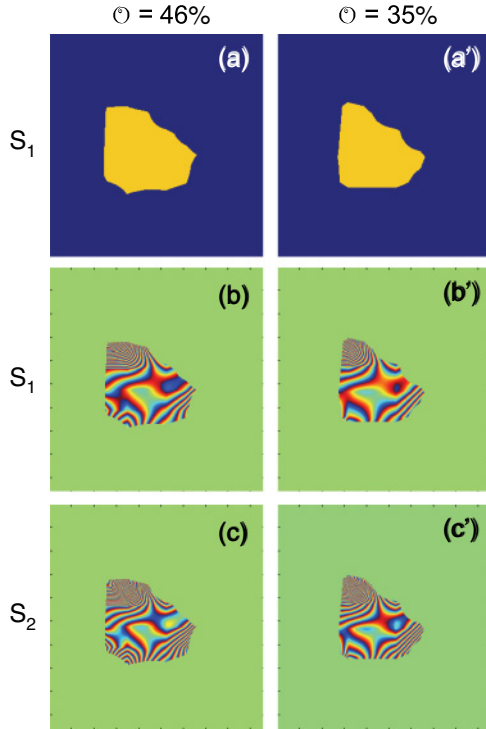 ℺ = 46% ℺ = 35%
S₁ (a) (a')
S₁ (b) (b')
S₂ (c) (c')